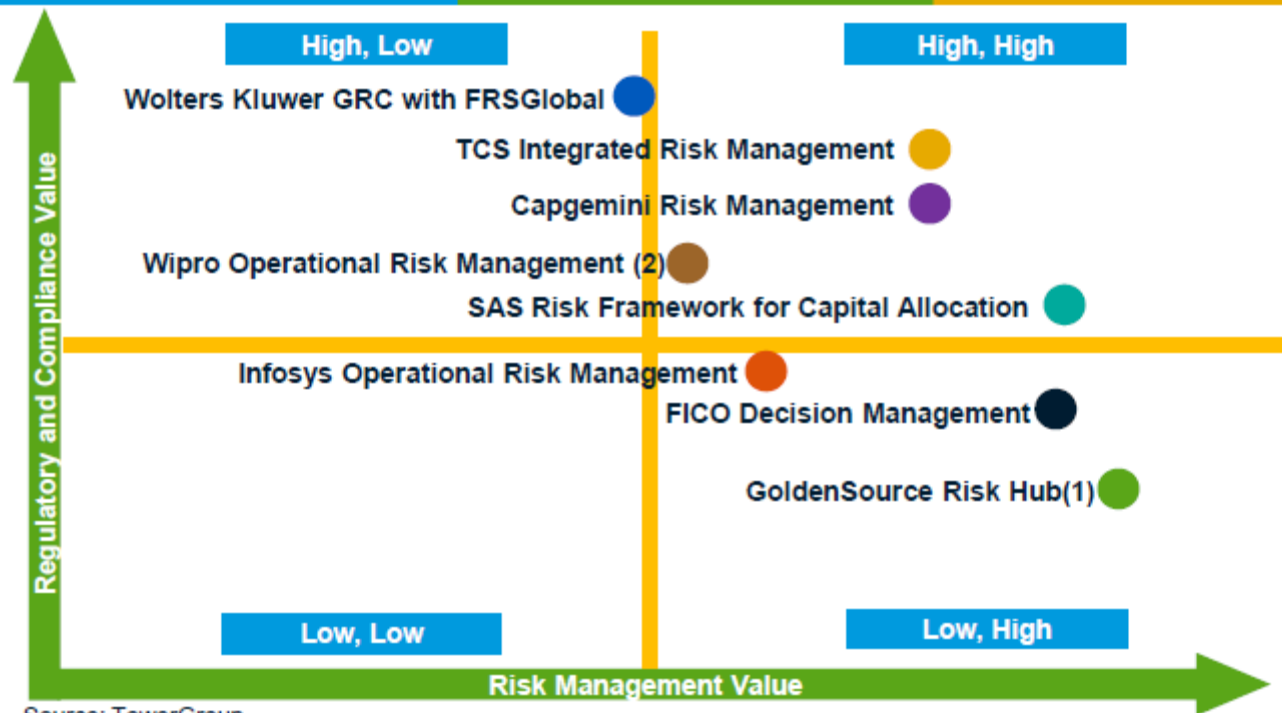 High, Low
High, High
Wolters Kluwer GRC with FRSGlobal
TCS Integrated Risk Management
Capgemini Risk Management
Wipro Operational Risk Management (2)
SAS Risk Framework for Capital Allocation
Regulatory and Compliance Value
Infosys Operational Risk Management
FICO Decision Management
GoldenSource Risk Hub(1)
Low, Low
Low, High
Risk Management Value
Source: TowerGroup